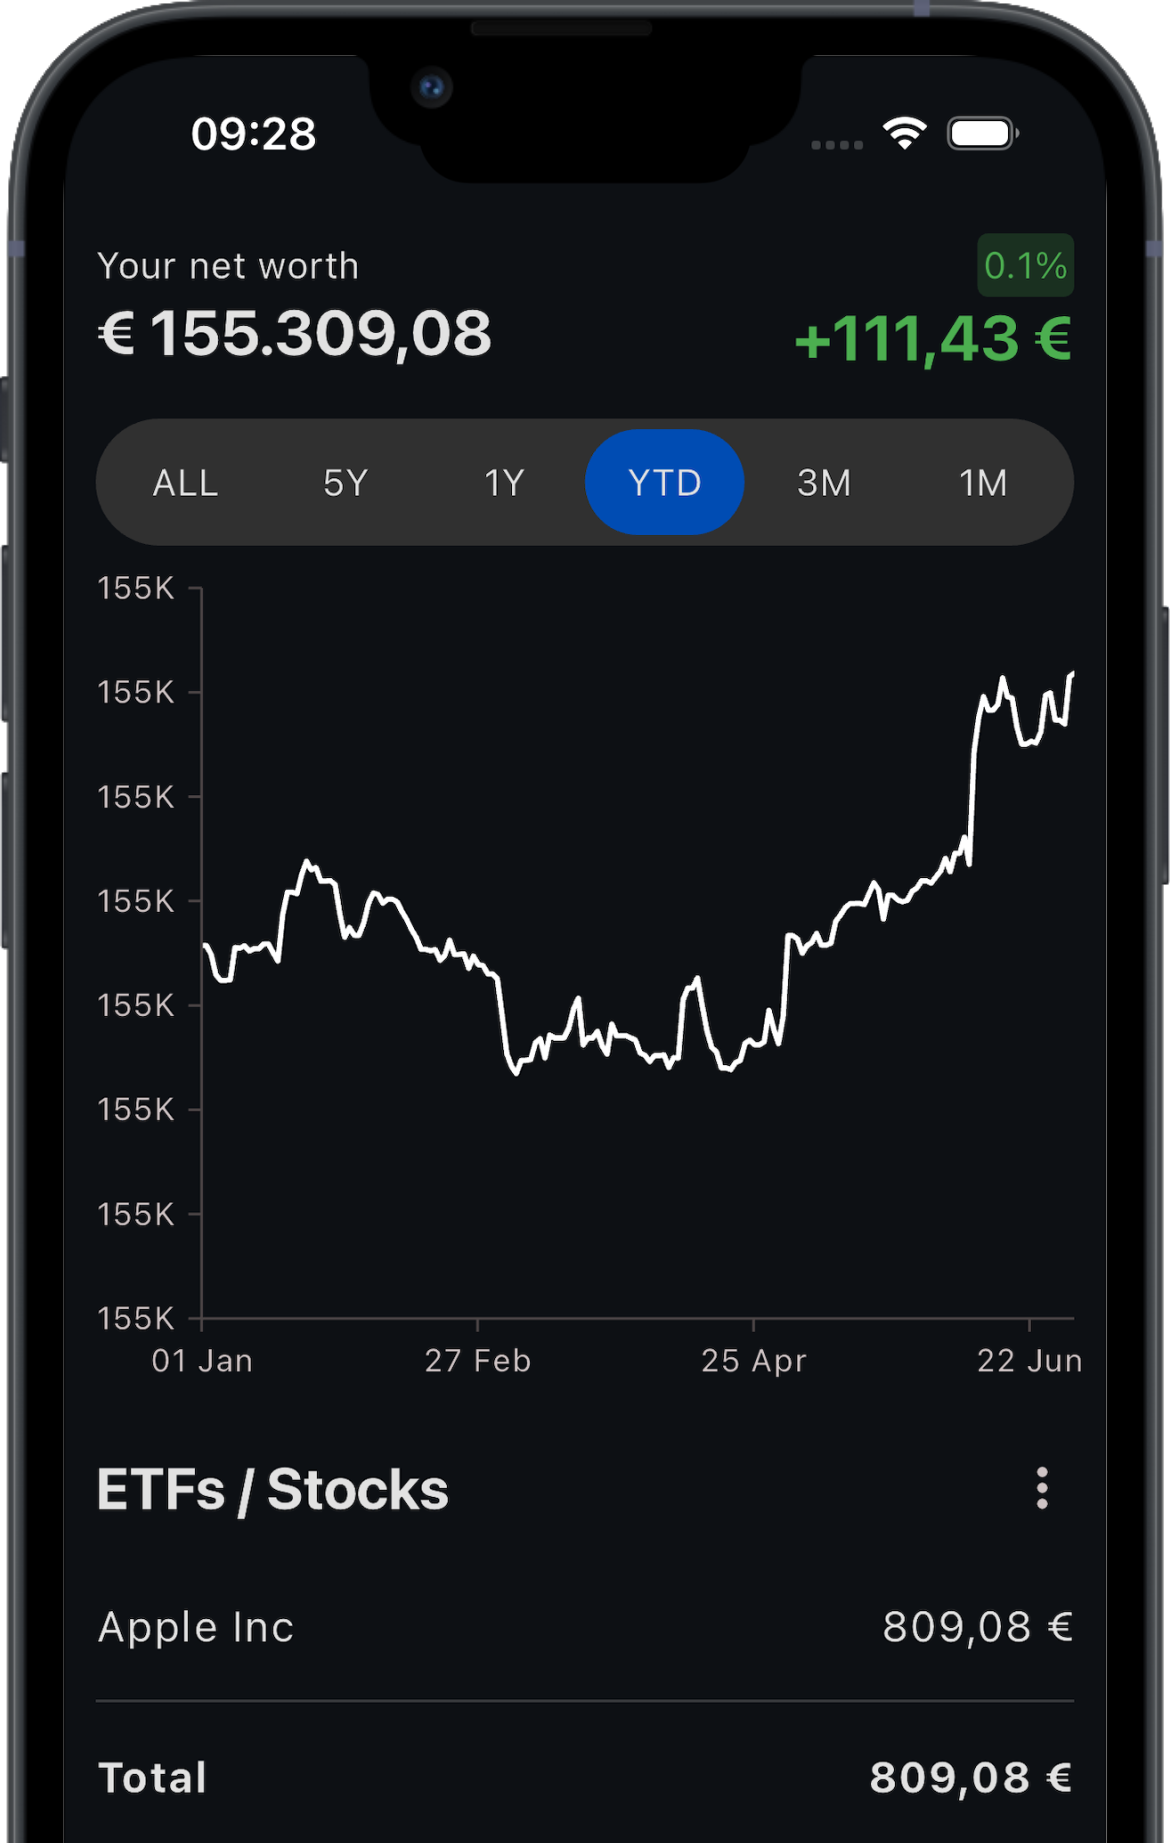 09:28
Your net worth
0.1%
€ 155.309,08
+111,43 €
ALL 5Y 1Y YTD 3M 1M
155K
155K
155K
155K
155K
155K
155K
155K
01 Jan 27 Feb 25 Apr 22 Jun
ETFs / Stocks
Apple Inc 809,08 €
Total 809,08 €